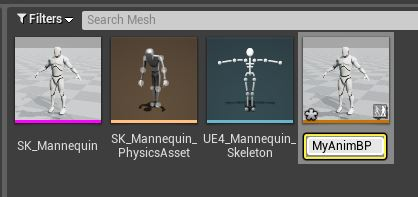 Filters
Search Mesh
SK_Mannequin
SK_Mannequin_
PhysicsAsset
UE4_Mannequin_
Skeleton
MyAnimBP